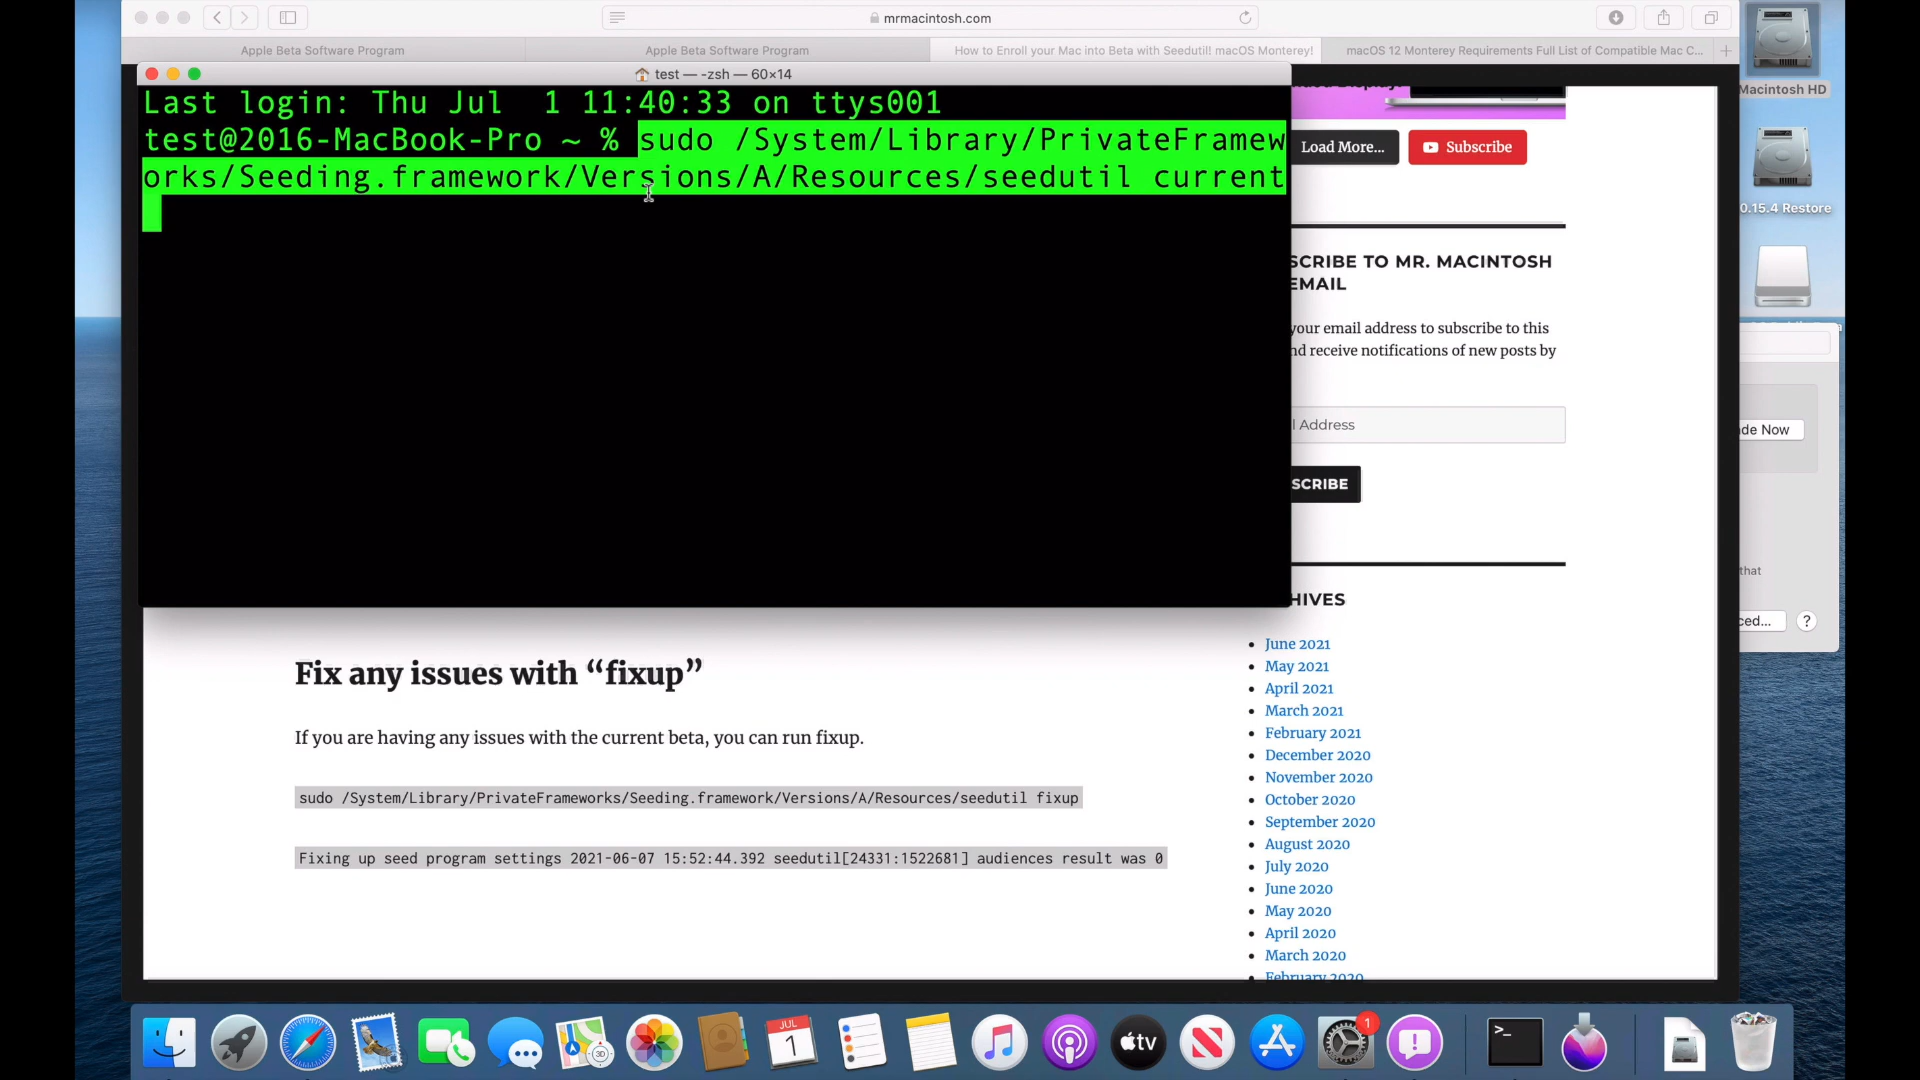 mrmacintosh.com
Apple Beta Software Program
Apple Beta Software Program
How to Enroll your Mac into Beta with Seedutil! macOS Monterey!
macOS 12 Monterey Requirements Full List of Compatible Mac C...
test — -zsh — 60×14
Last login: Thu Jul  1 11:40:33 on ttys001
test@2016-MacBook-Pro ~ % sudo /System/Library/PrivateFramew
orks/Seeding.framework/Versions/A/Resources/seedutil current
Load More...
Subscribe
SCRIBE TO MR. MACINTOSH
EMAIL
your email address to subscribe to this
nd receive notifications of new posts by
l Address
SCRIBE
HIVES
June 2021
May 2021
April 2021
March 2021
February 2021
December 2020
November 2020
October 2020
September 2020
August 2020
July 2020
June 2020
May 2020
April 2020
March 2020
February 2020
Fix any issues with “fixup”
If you are having any issues with the current beta, you can run fixup.
sudo /System/Library/PrivateFrameworks/Seeding.framework/Versions/A/Resources/seedutil fixup
Fixing up seed program settings 2021-06-07 15:52:44.392 seedutil[24331:1522681] audiences result was 0
Macintosh HD
0.15.4 Restore
de Now
that
ced...
?
3D
JUL
1
tv
1
>_